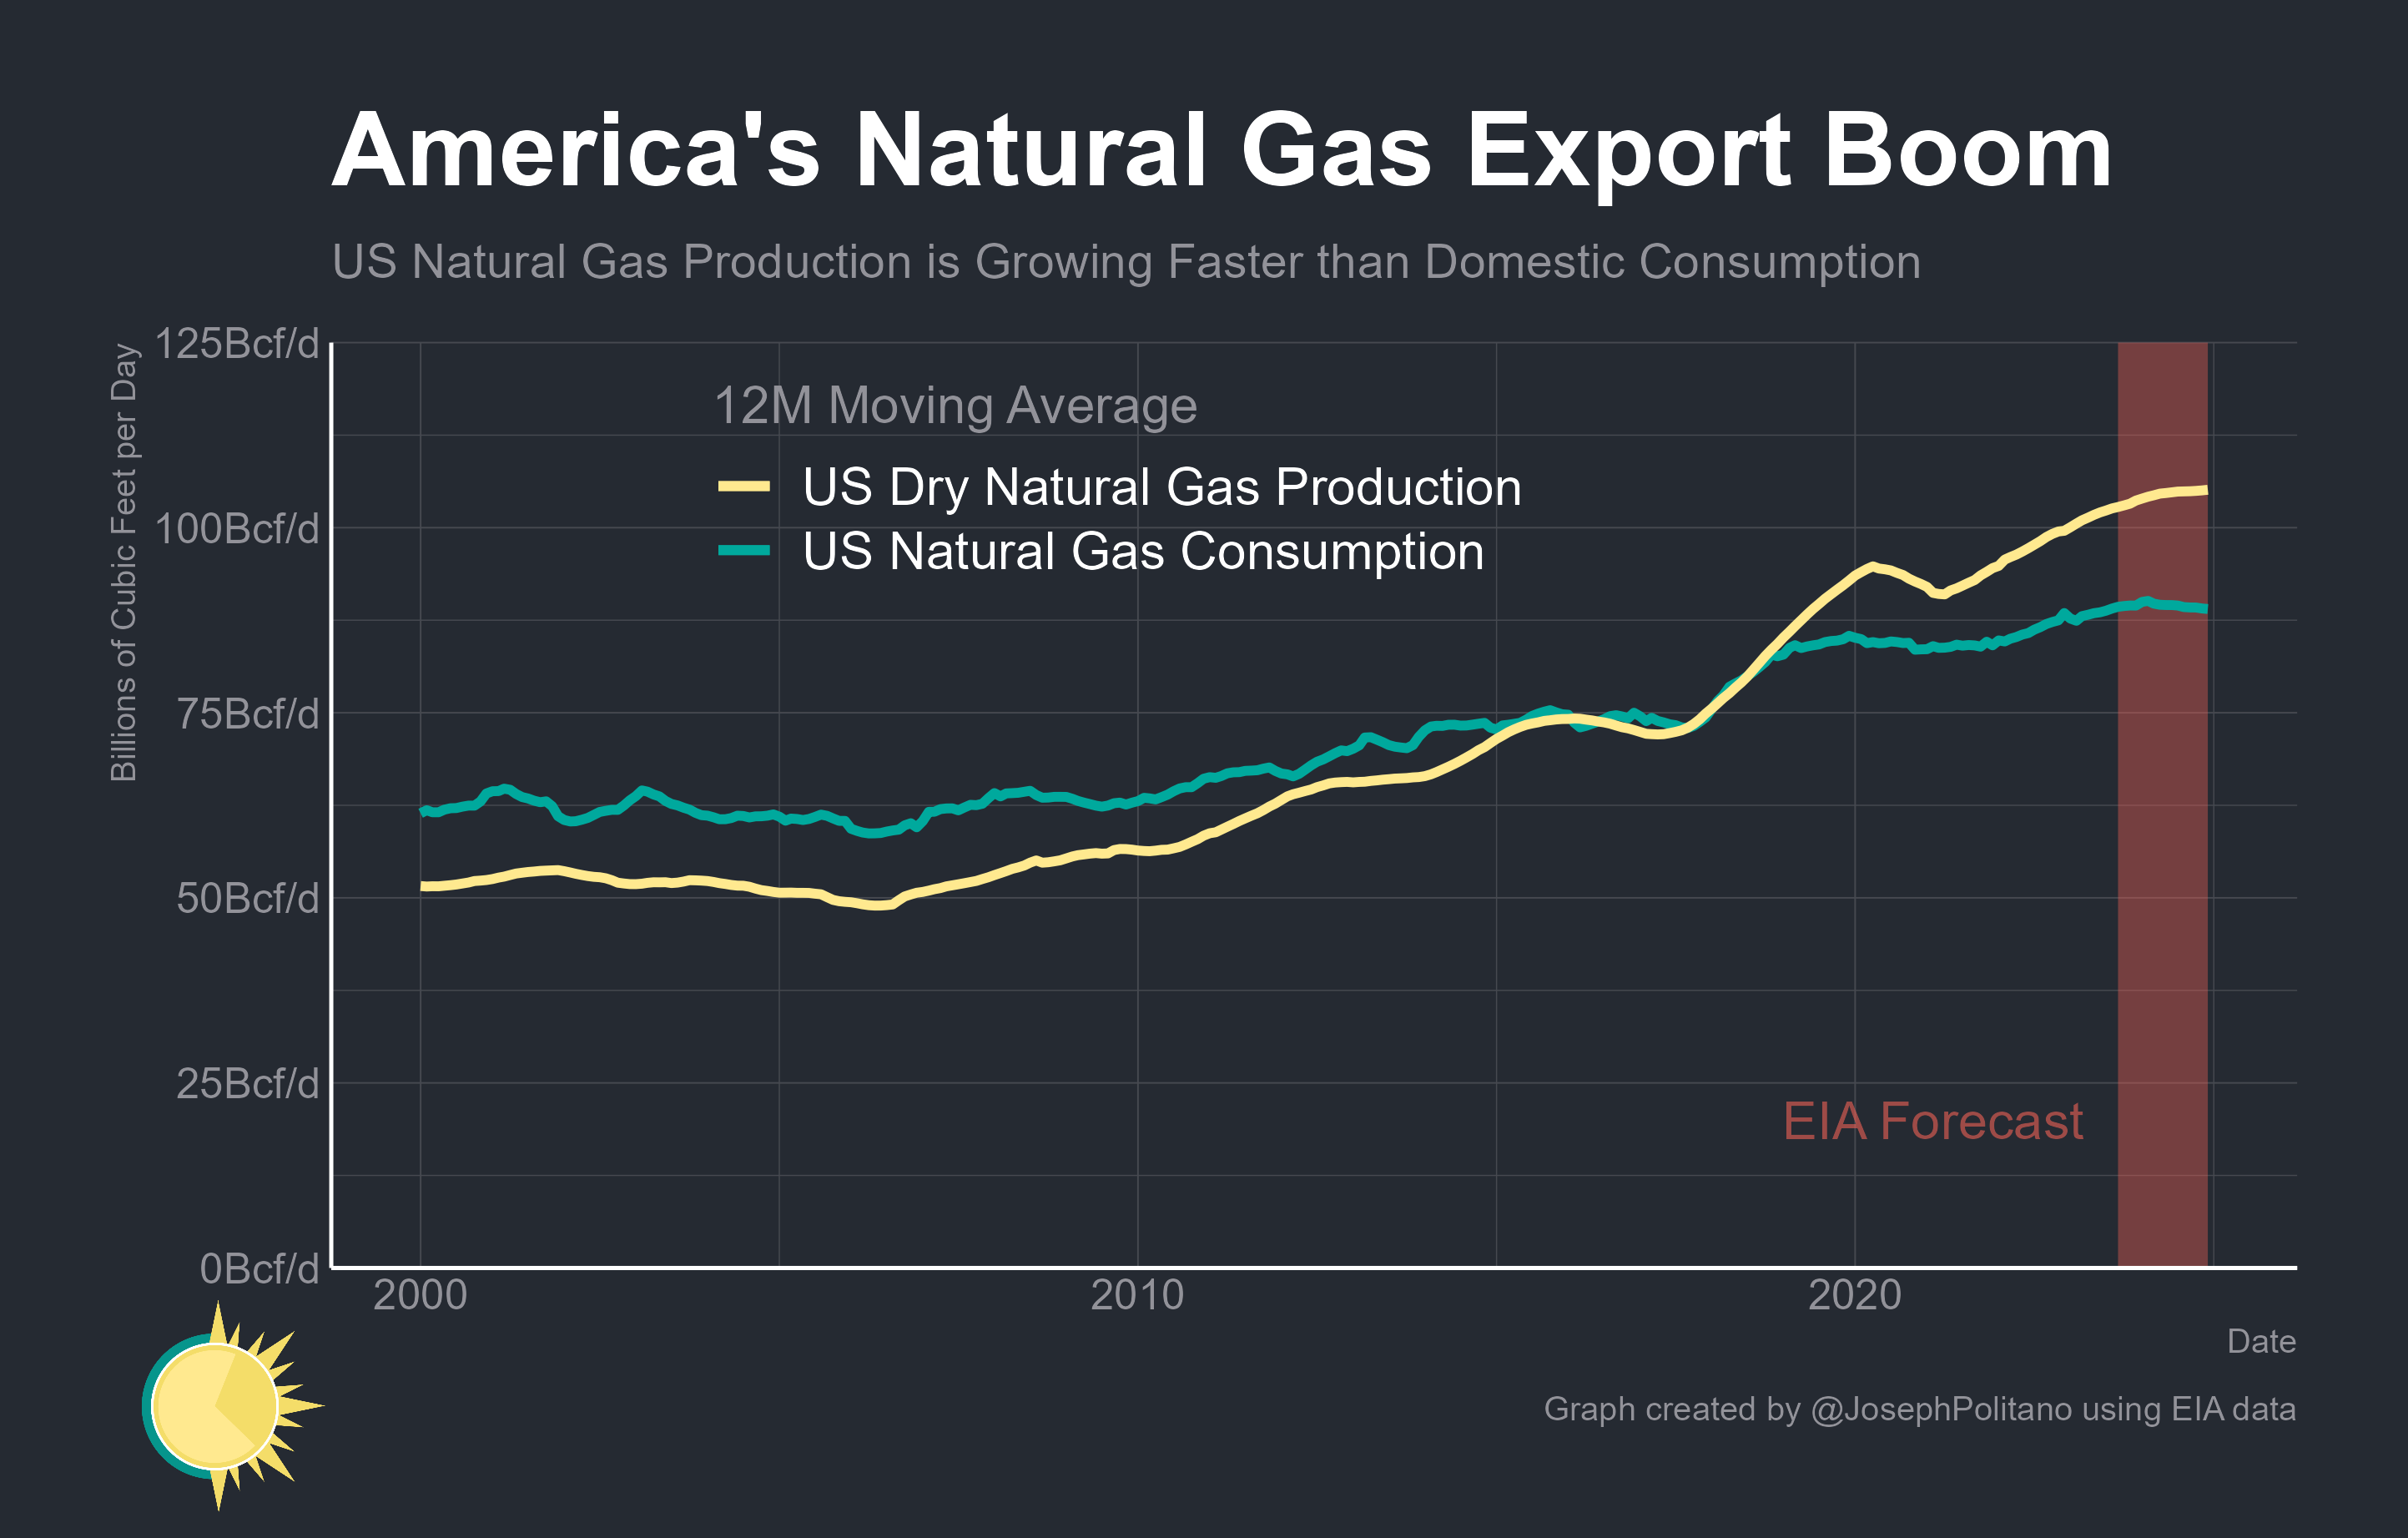 America's Natural Gas Export Boom
US Natural Gas Production is Growing Faster than Domestic Consumption
Billions of Cubic Feet per Day
125Bcf/d
100Bcf/d
75Bcf/d
50Bcf/d
25Bcf/d
0Bcf/d
12M Moving Average
US Dry Natural Gas Production
US Natural Gas Consumption
EIA Forecast
2000
2010
2020
Date
Graph created by @JosephPolitano using EIA data